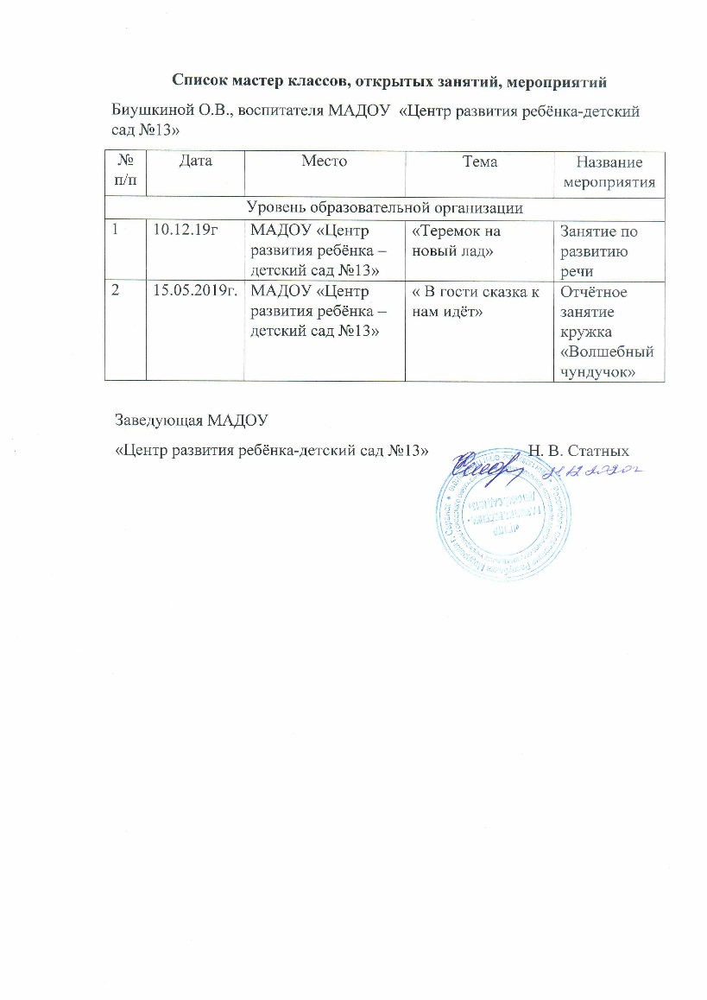 Список мастер классов, открытых занятий, мероприятий
Биушкиной О.В., воспитателя МАДОУ «Центр развития ребёнка-детский
сад №13»
№ п/п Дата Место Тема Название мероприятия
Уровень образовательной организации
1 10.12.19г МАДОУ «Центр «Теремок на Занятие по
развития ребёнка – новый лад» развитию
детский сад №13» речи
2 15.05.2019г. МАДОУ «Центр « В гости сказка к Отчётное
развития ребёнка – нам идёт» занятие
детский сад №13» кружка
«Волшебный
чундучок»
Заведующая МАДОУ
«Центр развития ребёнка-детский сад №13» Н. В. Статных